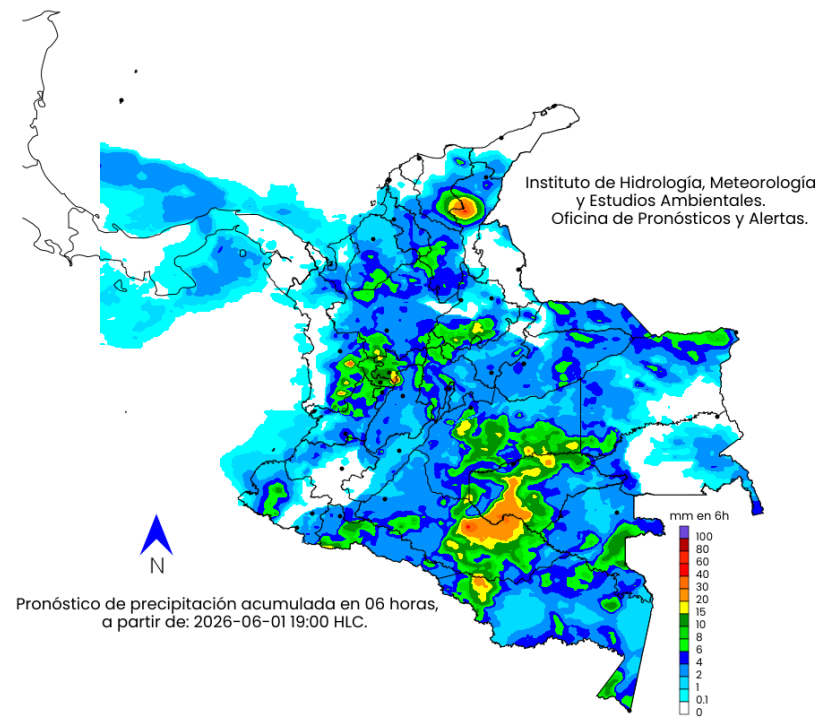 Instituto de Hidrología, Meteorología
y Estudios Ambientales.
Oficina de Pronósticos y Alertas.
N
Pronóstico de precipitación acumulada en 06 horas,
a partir de: 2026-06-01 19:00 HLC.
mm en 6h
100
80
60
40
30
20
15
10
8
6
4
2
1
0.1
0